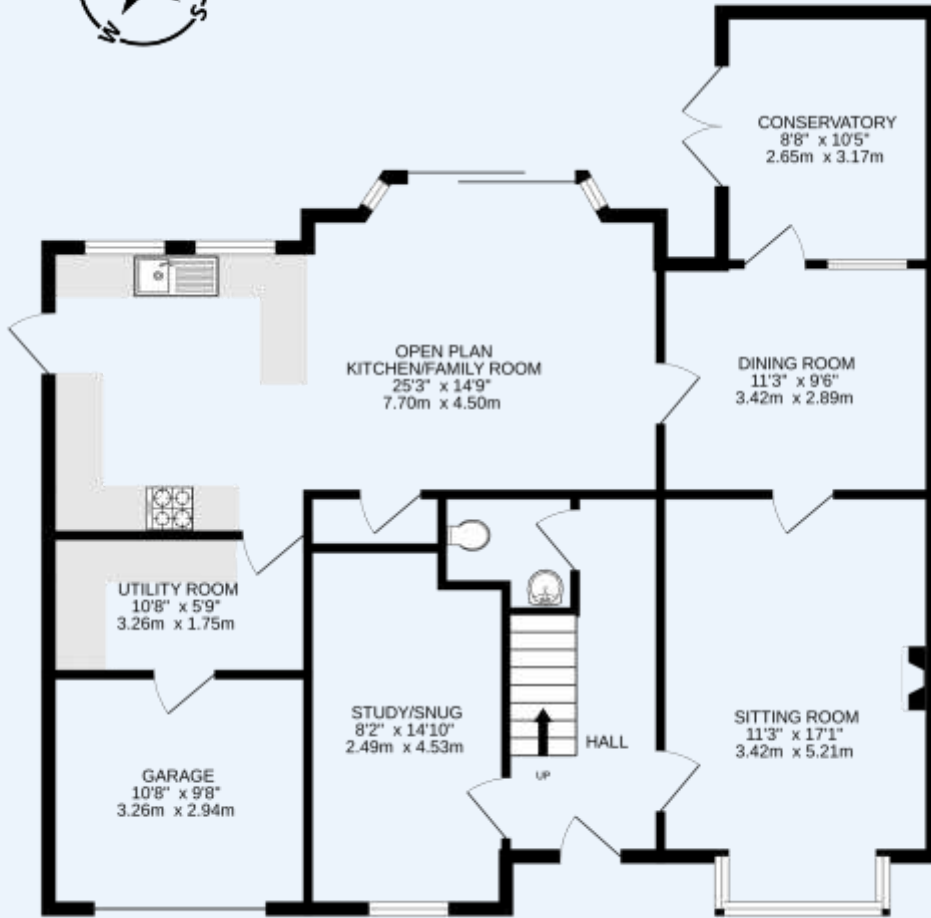 W
S
CONSERVATORY
8'8" x 10'5"
2.65m x 3.17m
OPEN PLAN
KITCHEN/FAMILY ROOM
25'3" x 14'9"
7.70m x 4.50m
DINING ROOM
11'3" x 9'6"
3.42m x 2.89m
UTILITY ROOM
10'8" x 5'9"
3.26m x 1.75m
STUDY/SNUG
8'2" x 14'10"
2.49m x 4.53m
HALL
UP
SITTING ROOM
11'3" x 17'1"
3.42m x 5.21m
GARAGE
10'8" x 9'8"
3.26m x 2.94m